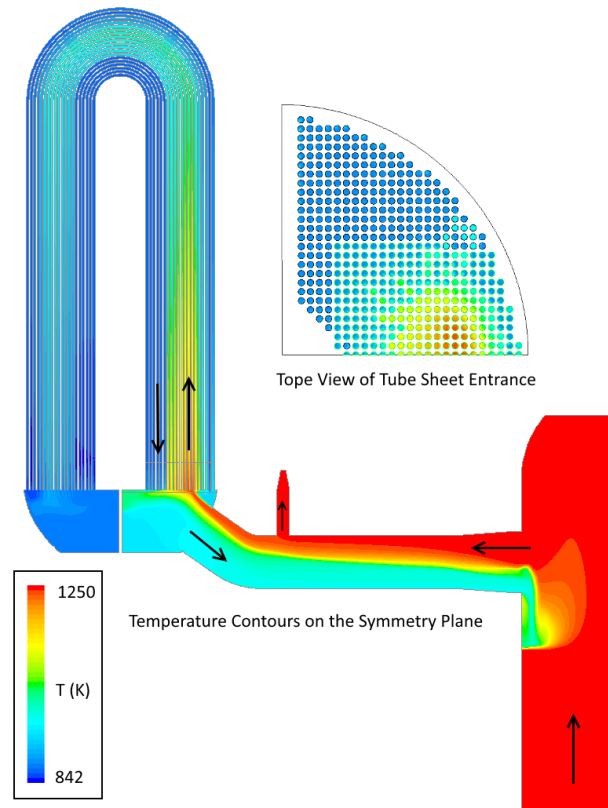 Tope View of Tube Sheet Entrance
Temperature Contours on the Symmetry Plane
1250
T (K)
842